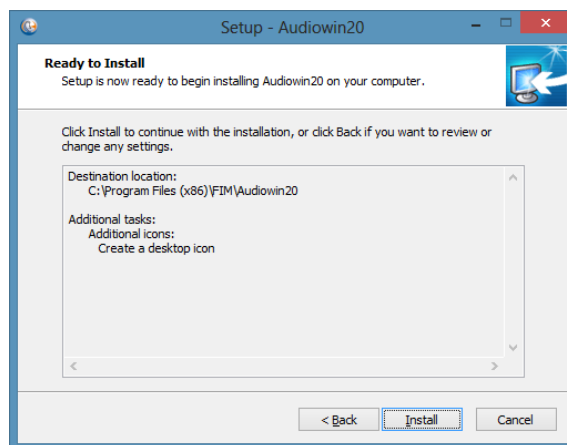 Setup - Audiowin20
Ready to Install
Setup is now ready to begin installing Audiowin20 on your computer.
Click Install to continue with the installation, or click Back if you want to review or
change any settings.
Destination location:
C:\Program Files (x86)\FIM\Audiowin20
Additional tasks:
Additional icons:
Create a desktop icon
< Back
Install
Cancel